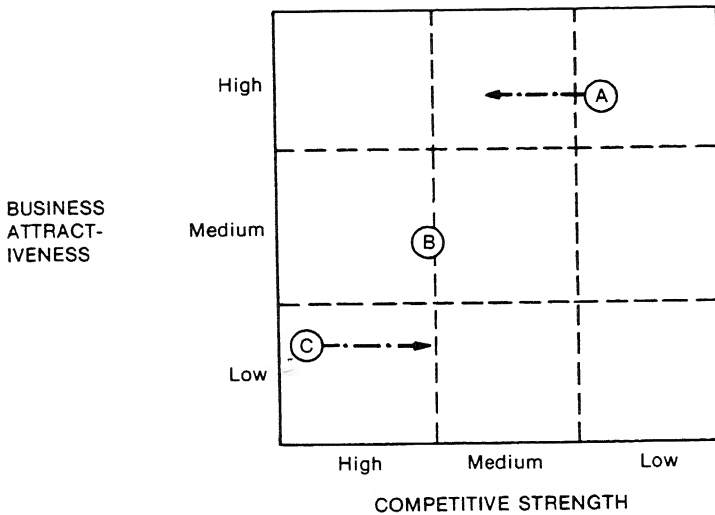 High
A
BUSINESS
ATTRACT-
IVENESS
Medium
B
C
Low
High Medium Low
COMPETITIVE STRENGTH